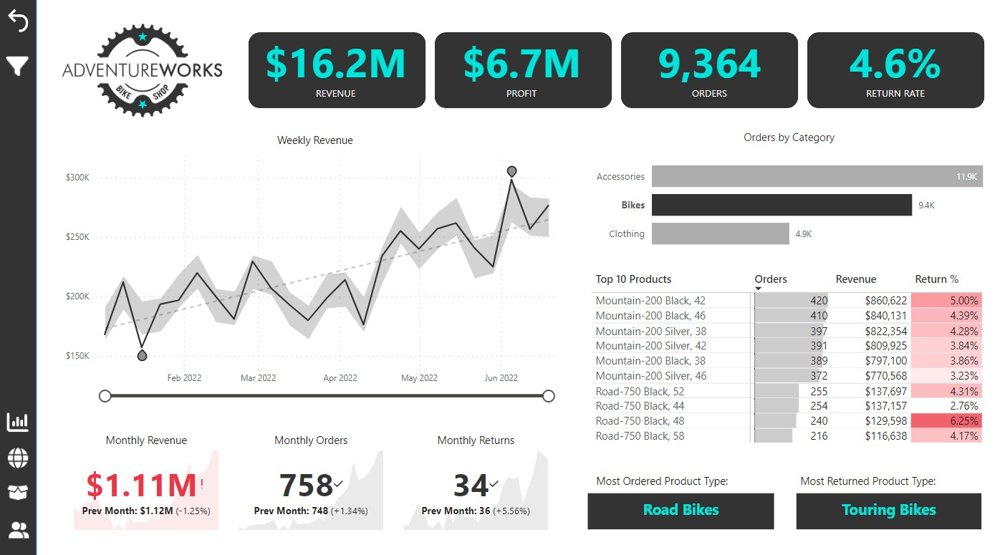 ADVENTUREWORKS
BIKE SHOP
$16.2M
REVENUE
$6.7M
PROFIT
9,364
ORDERS
4.6%
RETURN RATE
Weekly Revenue
$300K
$250K
$200K
$150K
Feb 2022 Mar 2022 Apr 2022 May 2022 Jun 2022
Orders by Category
Accessories 11.9K
Bikes 9.4K
Clothing 4.9K
Top 10 Products Orders Revenue Return %
Mountain-200 Black, 42 420 $860,622 5.00%
Mountain-200 Black, 46 410 $840,131 4.39%
Mountain-200 Silver, 38 397 $822,354 4.28%
Mountain-200 Silver, 42 391 $809,925 3.84%
Mountain-200 Black, 38 389 $797,100 3.86%
Mountain-200 Silver, 46 372 $770,568 3.23%
Road-750 Black, 52 255 $137,697 4.31%
Road-750 Black, 44 254 $137,157 2.76%
Road-750 Black, 48 240 $129,598 6.25%
Road-750 Black, 58 216 $116,638 4.17%
Monthly Revenue
$1.11M!
Prev Month: $1.12M (-1.25%)
Monthly Orders
758
Prev Month: 748 (+1.34%)
Monthly Returns
34
Prev Month: 36 (+5.56%)
Most Ordered Product Type:
Road Bikes
Most Returned Product Type:
Touring Bikes